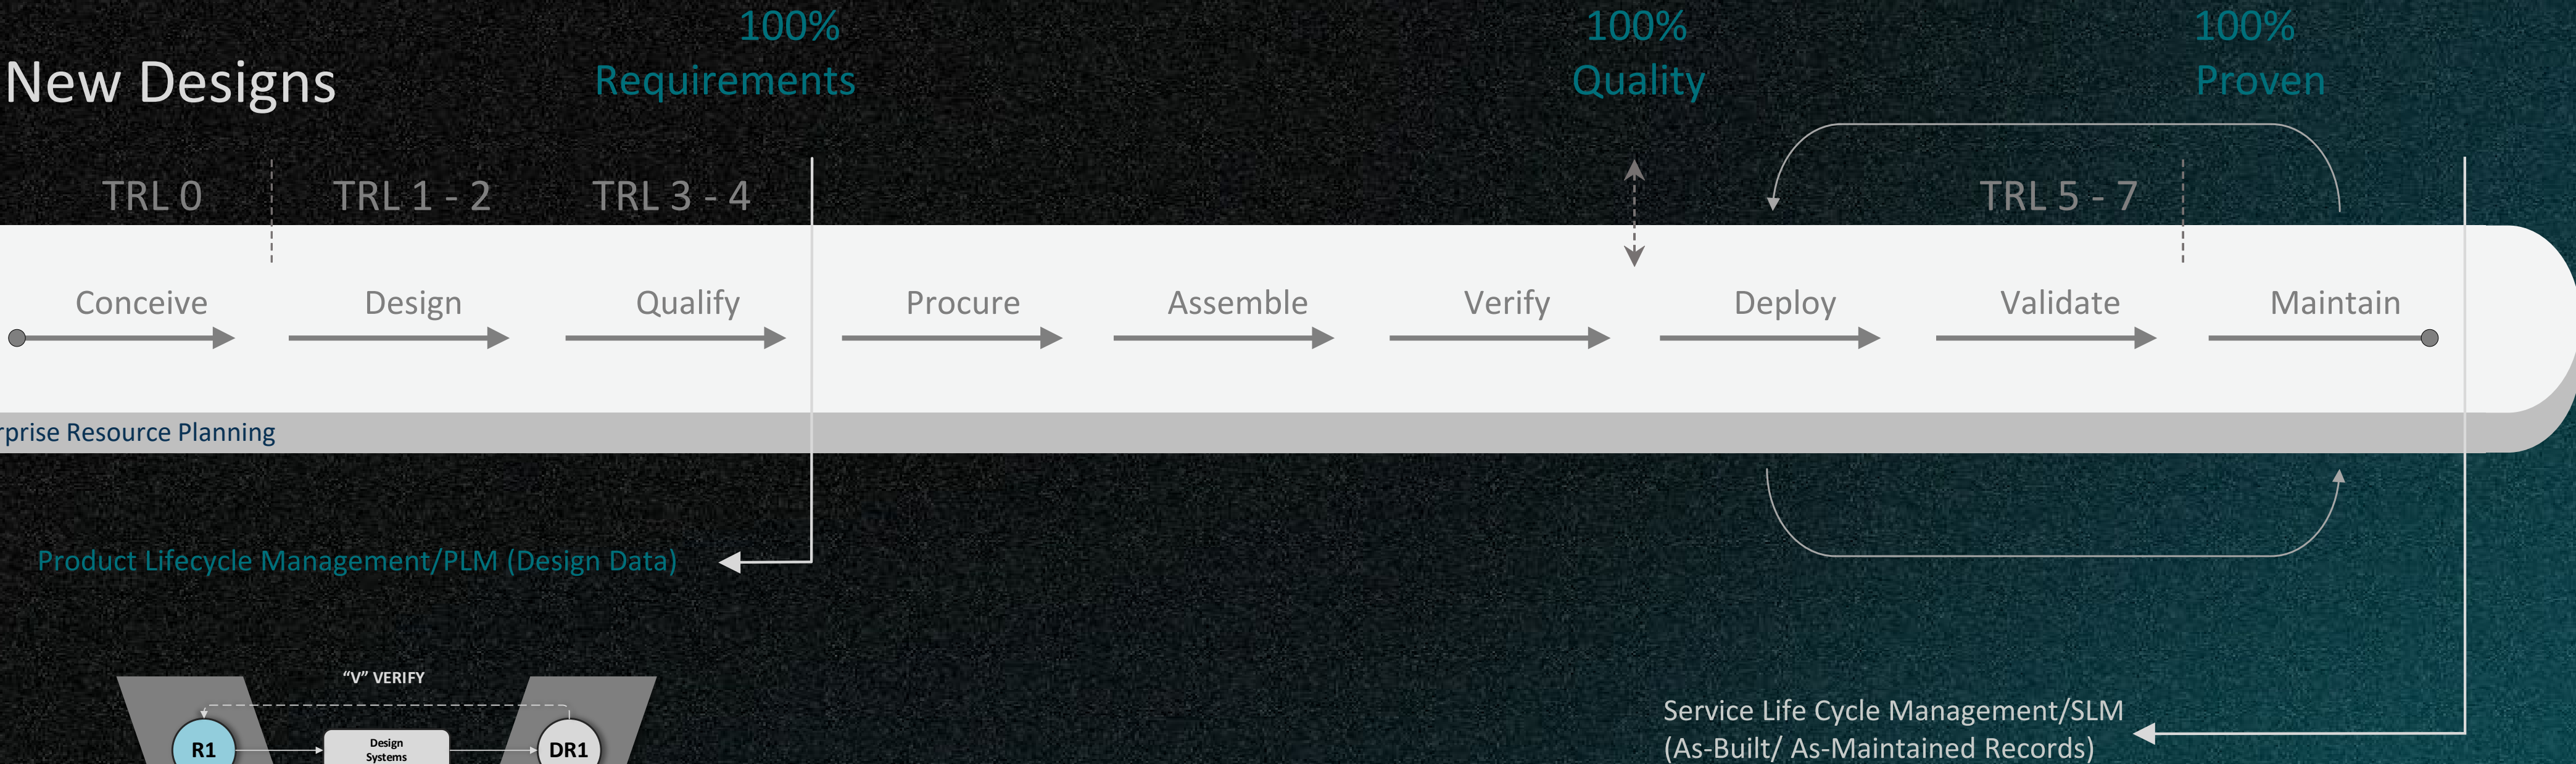 100%
Requirements
100%
Quality
100%
Proven
New Designs
TRL 0
TRL 1 - 2
TRL 3 - 4
TRL 5 - 7
Conceive
Design
Qualify
Procure
Assemble
Verify
Deploy
Validate
Maintain
rprise Resource Planning
Product Lifecycle Management/PLM (Design Data)
“V” VERIFY
R1
Design
Systems
DR1
Service Life Cycle Management/SLM
(As-Built/ As-Maintained Records)